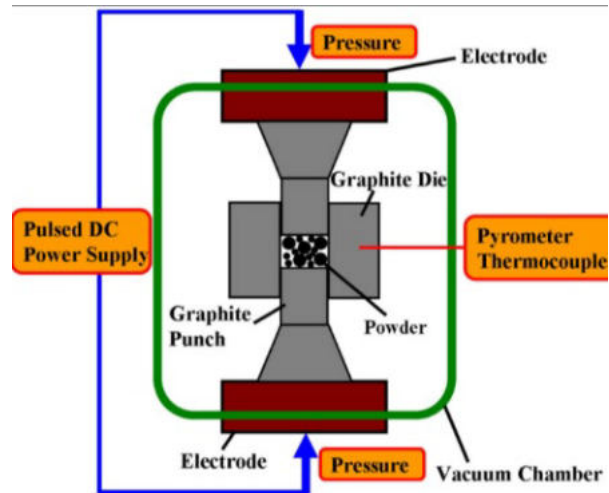 Pressure
Electrode
Graphite Die
Pulsed DC
Power Supply
Pyrometer
Thermocouple
Graphite
Punch
Powder
Electrode
Pressure
Vacuum Chamber